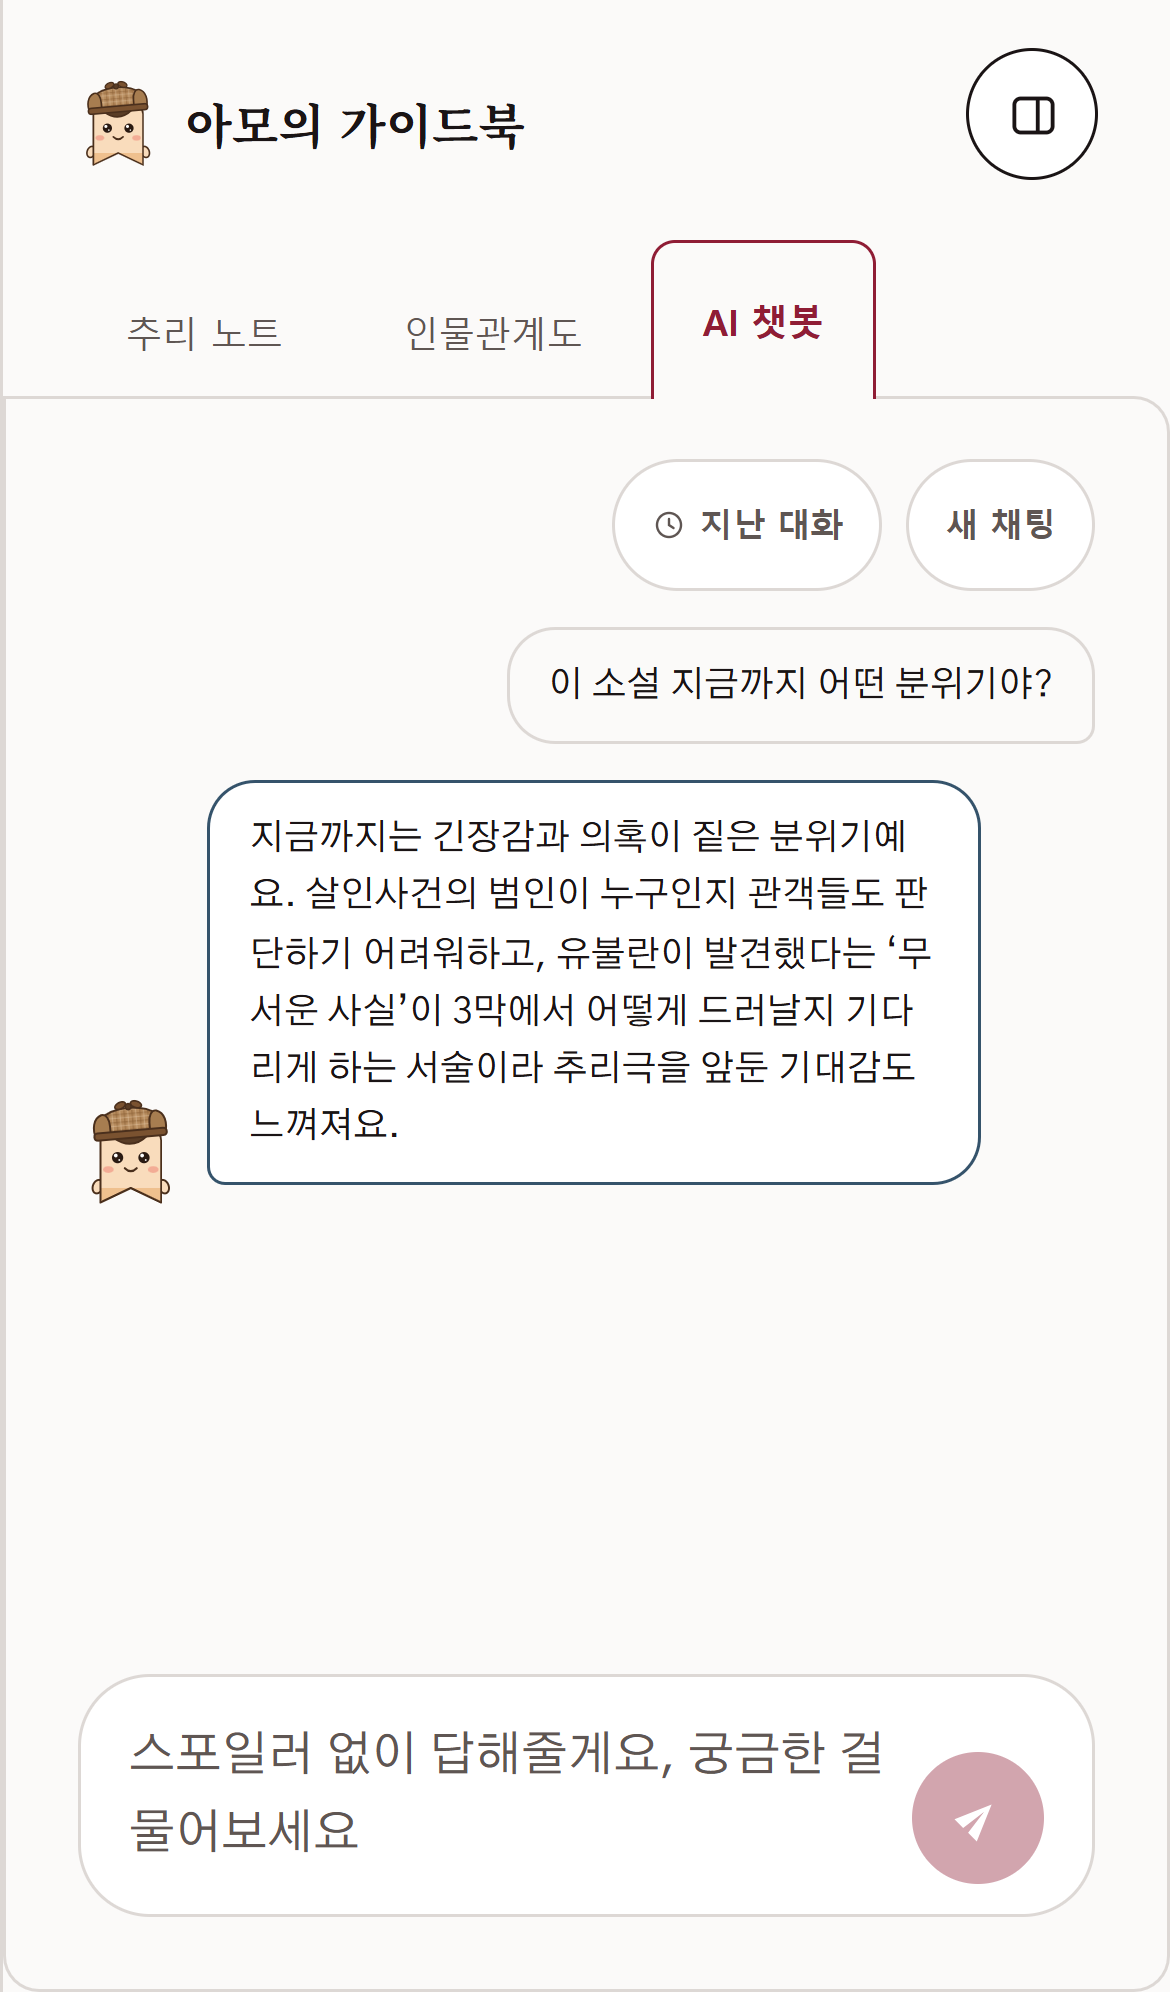 아모의 가이드북
추리 노트
인물관계도
AI 챗봇
지난 대화
새 채팅
이 소설 지금까지 어떤 분위기야?
지금까지는 긴장감과 의혹이 짙은 분위기예
요. 살인사건의 범인이 누구인지 관객들도 판
단하기 어려워하고, 유불란이 발견했다는 ‘무
서운 사실’이 3막에서 어떻게 드러날지 기다
리게 하는 서술이라 추리극을 앞둔 기대감도
느껴져요.
스포일러 없이 답해줄게요, 궁금한 걸
물어보세요